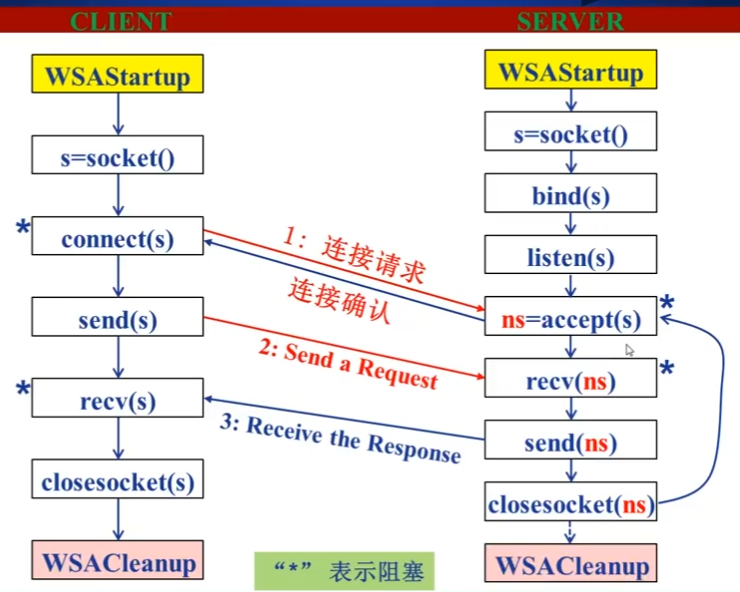 CLIENT
SERVER
WSAStartup
WSAStartup
s=socket()
s=socket()
bind(s)
* connect(s)
1：连接请求
连接确认
listen(s)
ns=accept(s) *
send(s)
2: Send a Request
recv(ns) *
* recv(s)
3: Receive the Response
send(ns)
closesocket(s)
closesocket(ns)
WSACleanup
“*” 表示阻塞
WSACleanup